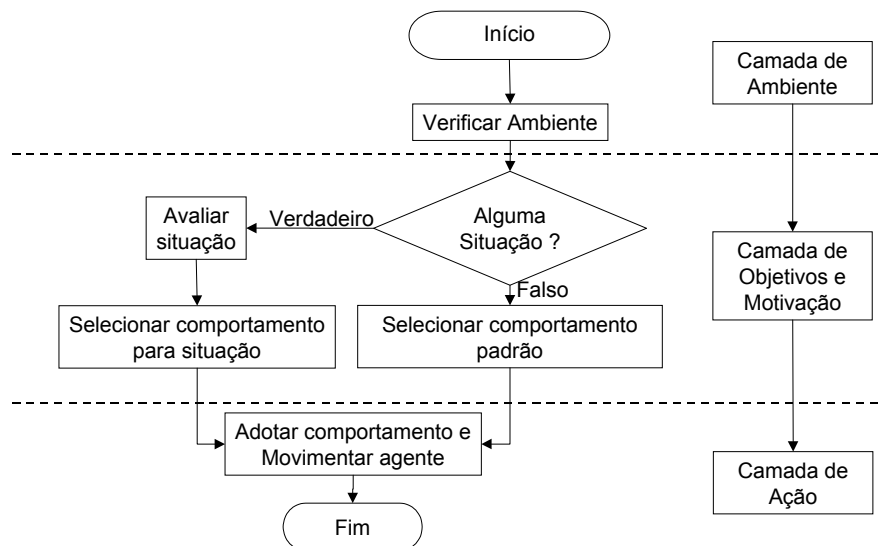 Início
Camada de
Ambiente
Verificar Ambiente
Avaliar
situação
Verdadeiro
Alguma
Situação ?
Camada de
Objetivos e
Motivação
Falso
Selecionar comportamento
para situação
Selecionar comportamento
padrão
Adotar comportamento e
Movimentar agente
Camada de
Ação
Fim